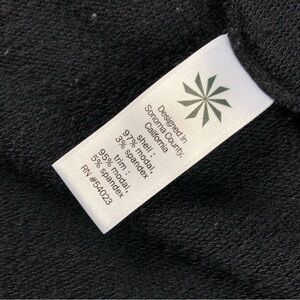 Designed in
Sonoma County,
California
shell :
97% modal,
3% spandex
trim :
95% modal,
5% spandex
RN #54023